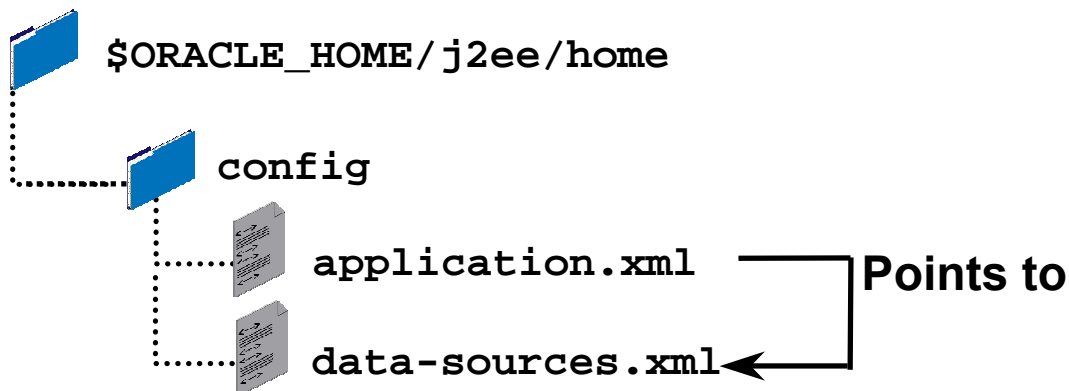 $ORACLE_HOME/j2ee/home
config
application.xml
Points to
data-sources.xml